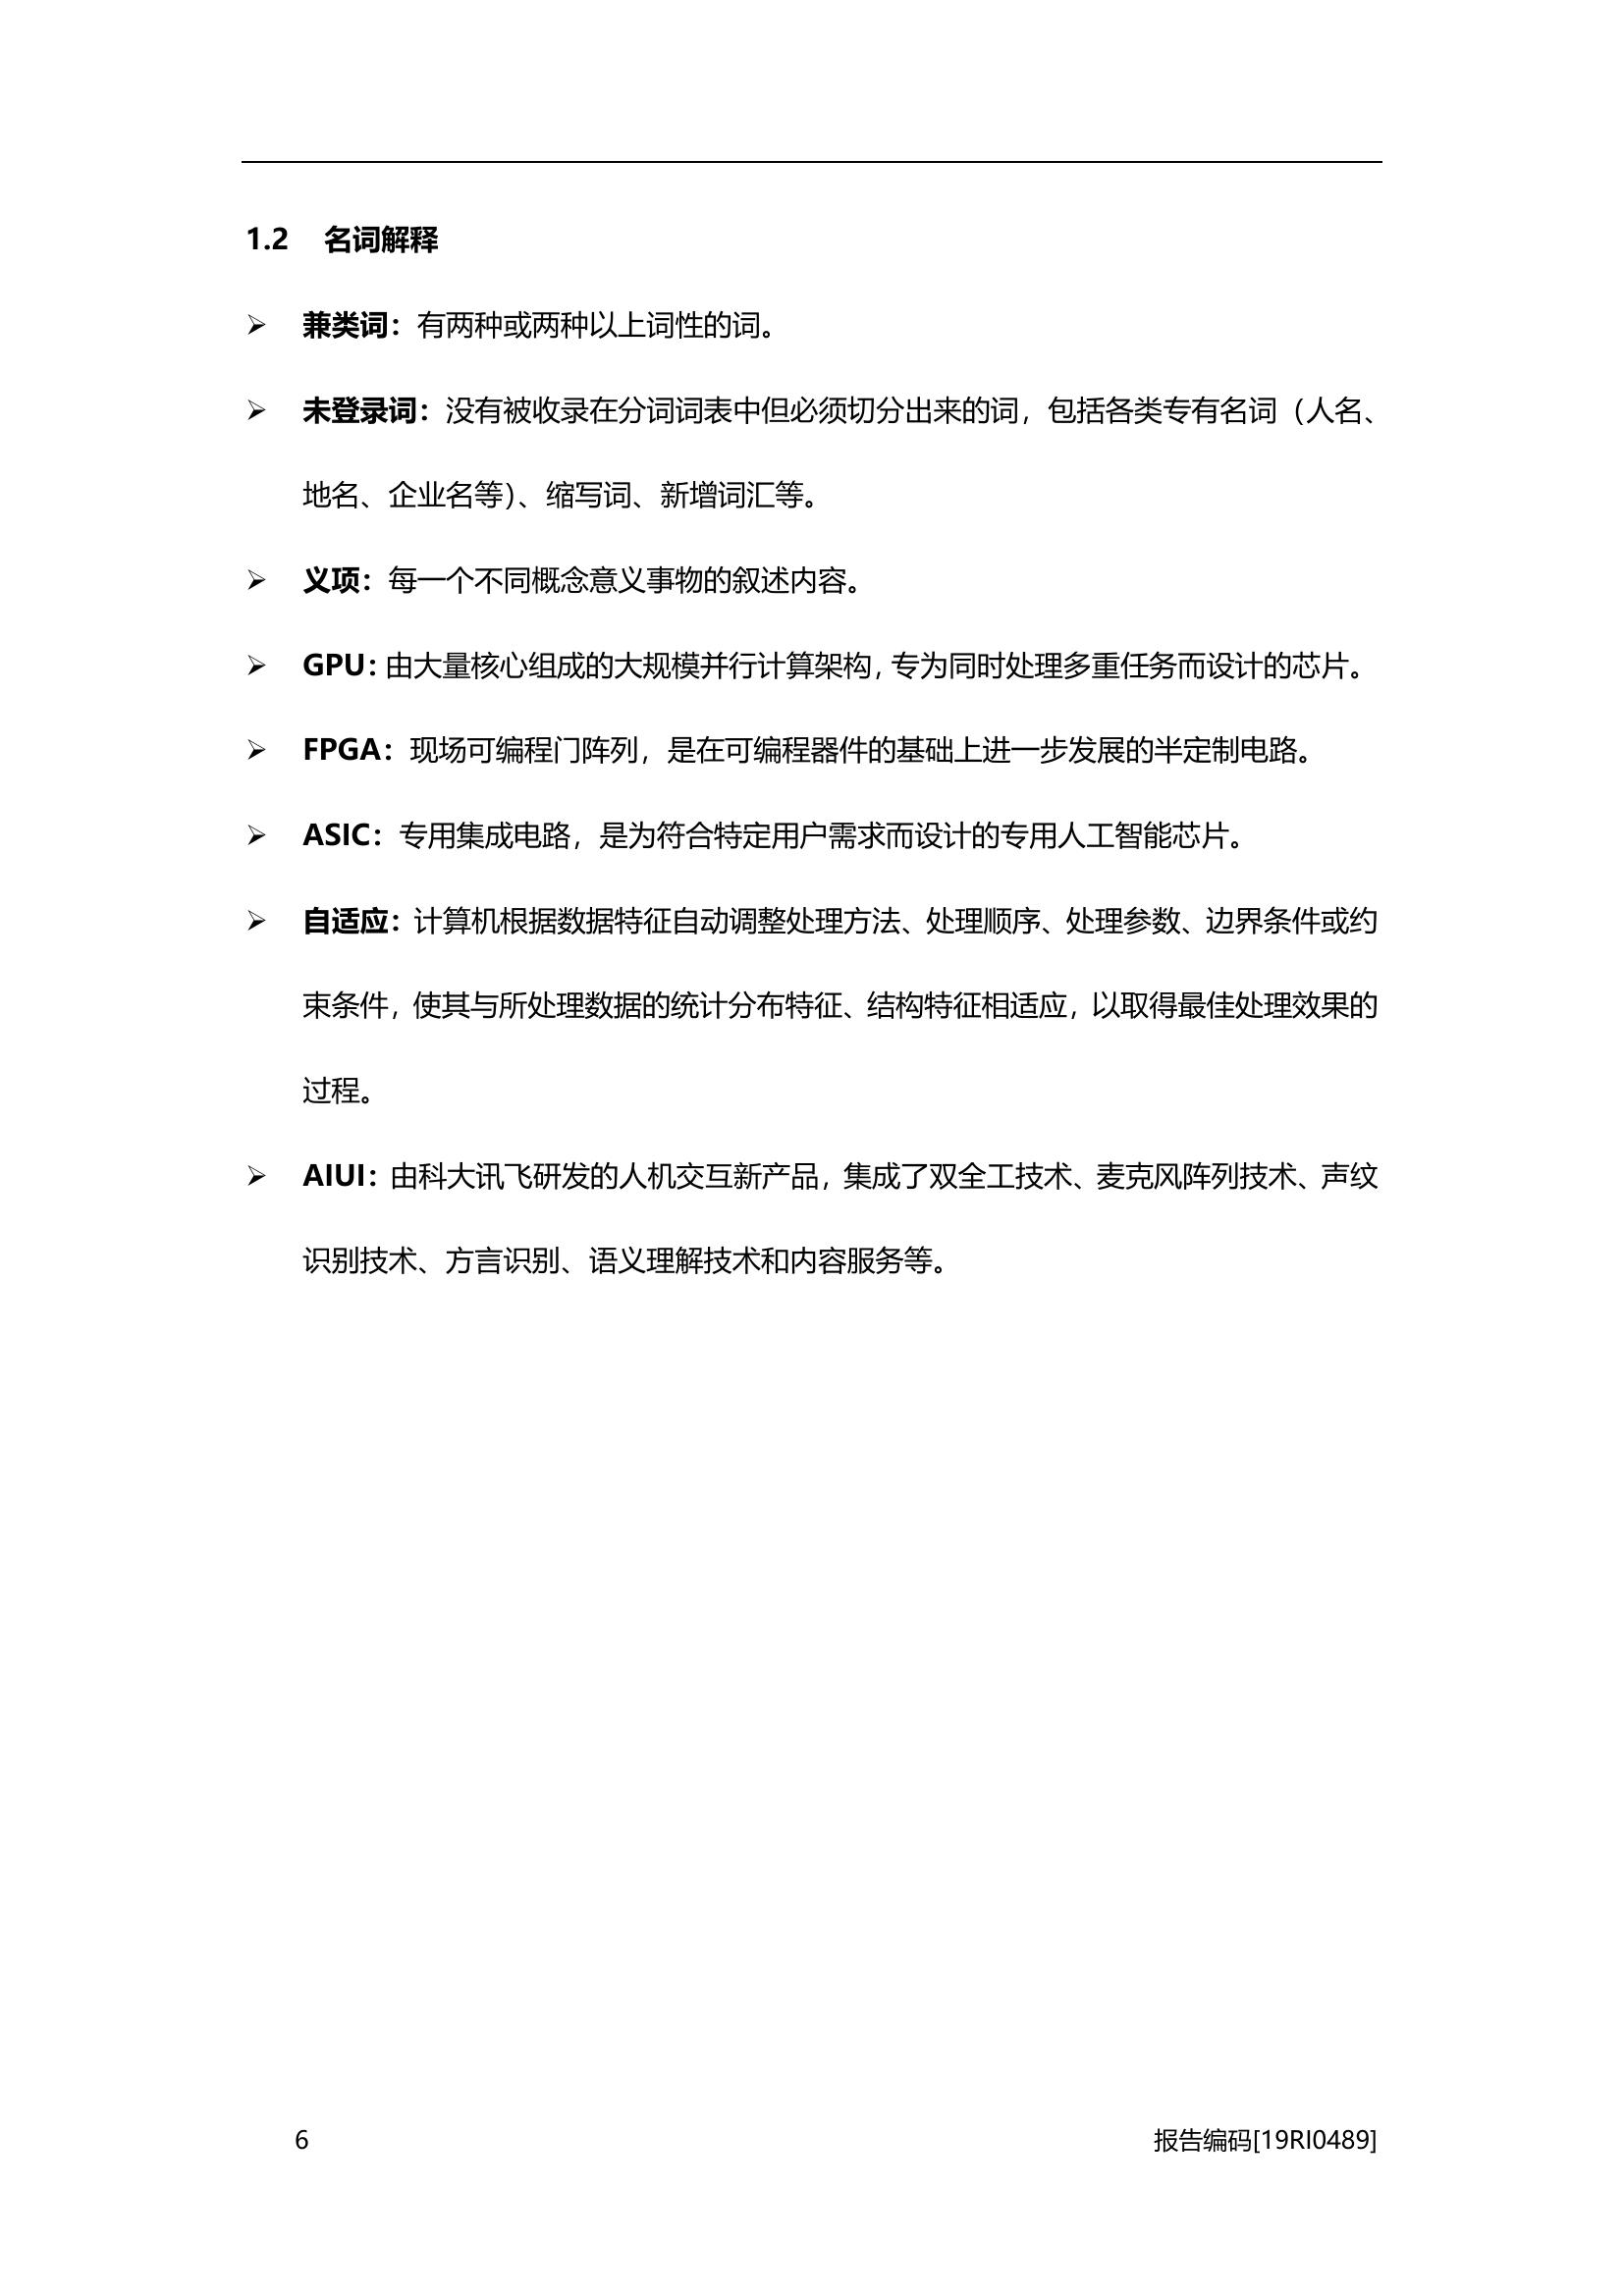 1.2 名词解释
➢ 兼类词：有两种或两种以上词性的词。
➢ 未登录词：没有被收录在分词词表中但必须切分出来的词，包括各类专有名词（人名、
地名、企业名等）、缩写词、新增词汇等。
➢ 义项：每一个不同概念意义事物的叙述内容。
➢ GPU：由大量核心组成的大规模并行计算架构，专为同时处理多重任务而设计的芯片。
➢ FPGA：现场可编程门阵列，是在可编程器件的基础上进一步发展的半定制电路。
➢ ASIC：专用集成电路，是为符合特定用户需求而设计的专用人工智能芯片。
➢ 自适应：计算机根据数据特征自动调整处理方法、处理顺序、处理参数、边界条件或约
束条件，使其与所处理数据的统计分布特征、结构特征相适应，以取得最佳处理效果的
过程。
➢ AIUI：由科大讯飞研发的人机交互新产品，集成了双全工技术、麦克风阵列技术、声纹
识别技术、方言识别、语义理解技术和内容服务等。
6 报告编码[19RI0489]